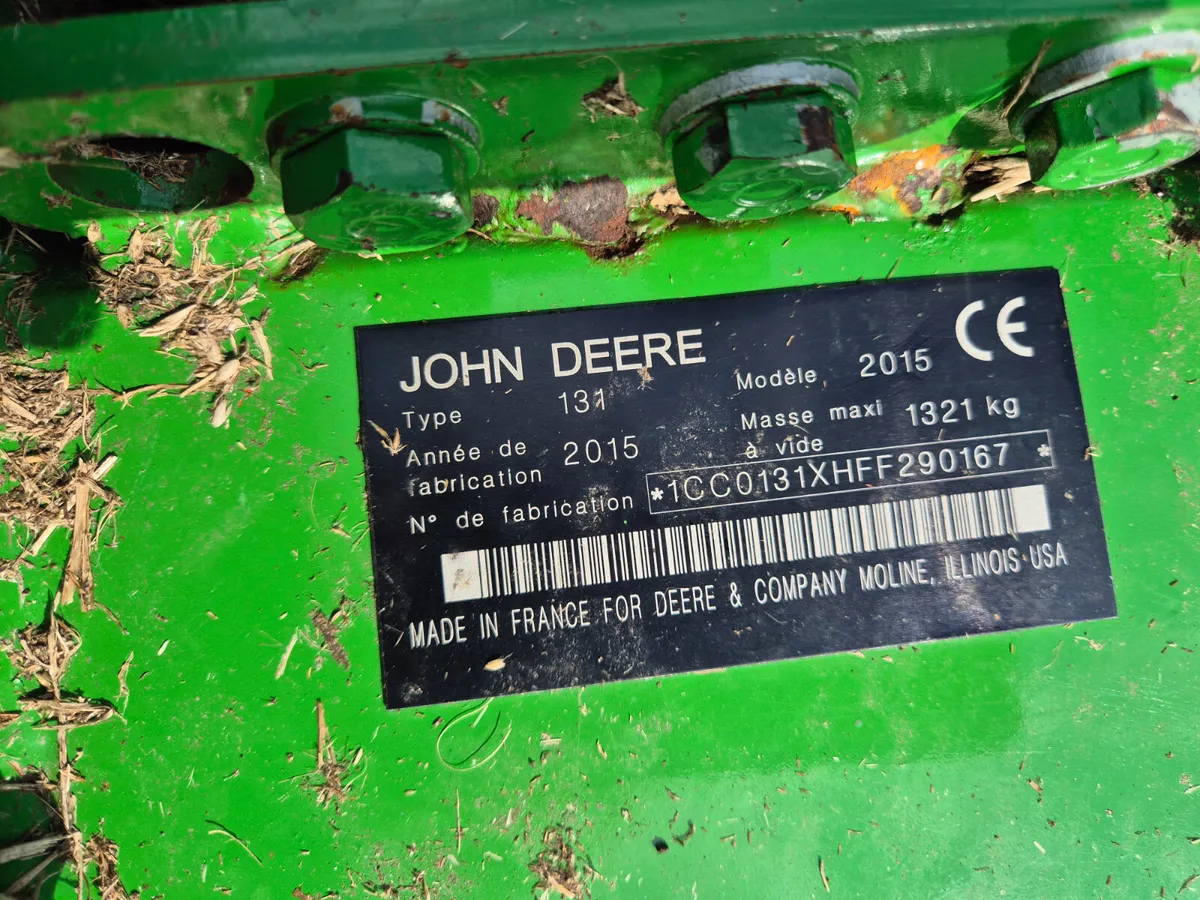 JOHN DEERE
CE
Type 131
Modèle 2015
Année de fabrication 2015
Masse maxi à vide 1321 kg
N° de fabrication *1CC0131XHFF290167 *
MADE IN FRANCE FOR DEERE & COMPANY MOLINE, ILLINOIS USA